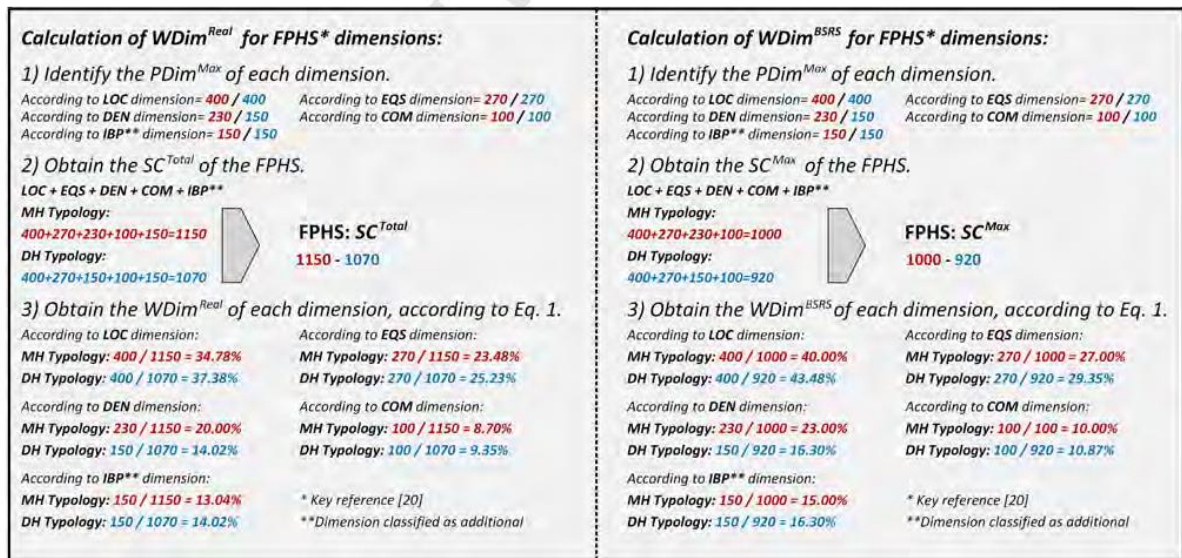 Calculation of WDim^Real for FPHS* dimensions:
1) Identify the PDim^Max of each dimension.
According to LOC dimension= 400 / 400
According to EQS dimension= 270 / 270
According to DEN dimension= 230 / 150
According to COM dimension= 100 / 100
According to IBP** dimension= 150 / 150
2) Obtain the SC^Total of the FPHS.
LOC + EQS + DEN + COM + IBP**
MH Typology:
400+270+230+100+150=1150
DH Typology:
400+270+150+100+150=1070
FPHS: SC^Total
1150 - 1070
3) Obtain the WDim^Real of each dimension, according to Eq. 1.
According to LOC dimension:
MH Typology: 400 / 1150 = 34.78%
DH Typology: 400 / 1070 = 37.38%
According to EQS dimension:
MH Typology: 270 / 1150 = 23.48%
DH Typology: 270 / 1070 = 25.23%
According to DEN dimension:
MH Typology: 230 / 1150 = 20.00%
DH Typology: 150 / 1070 = 14.02%
According to COM dimension:
MH Typology: 100 / 1150 = 8.70%
DH Typology: 100 / 1070 = 9.35%
According to IBP** dimension:
MH Typology: 150 / 1150 = 13.04%
DH Typology: 150 / 1070 = 14.02%
* Key reference [20]
**Dimension classified as additional
Calculation of WDim^BSRS for FPHS* dimensions:
1) Identify the PDim^Max of each dimension.
According to LOC dimension= 400 / 400
According to EQS dimension= 270 / 270
According to DEN dimension= 230 / 150
According to COM dimension= 100 / 100
According to IBP** dimension= 150 / 150
2) Obtain the SC^Max of the FPHS.
LOC + EQS + DEN + COM + IBP**
MH Typology:
400+270+230+100=1000
DH Typology:
400+270+150+100=920
FPHS: SC^Max
1000 - 920
3) Obtain the WDim^BSRS of each dimension, according to Eq. 1.
According to LOC dimension:
MH Typology: 400 / 1000 = 40.00%
DH Typology: 400 / 920 = 43.48%
According to EQS dimension:
MH Typology: 270 / 1000 = 27.00%
DH Typology: 270 / 920 = 29.35%
According to DEN dimension:
MH Typology: 230 / 1000 = 23.00%
DH Typology: 150 / 920 = 16.30%
According to COM dimension:
MH Typology: 100 / 100 = 10.00%
DH Typology: 100 / 920 = 10.87%
According to IBP** dimension:
MH Typology: 150 / 1000 = 15.00%
DH Typology: 150 / 920 = 16.30%
* Key reference [20]
**Dimension classified as additional